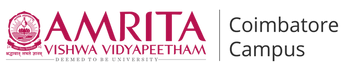 AMRITA
VISHWA VIDYAPEETHAM
DEEMED TO BE UNIVERSITY
Coimbatore
Campus